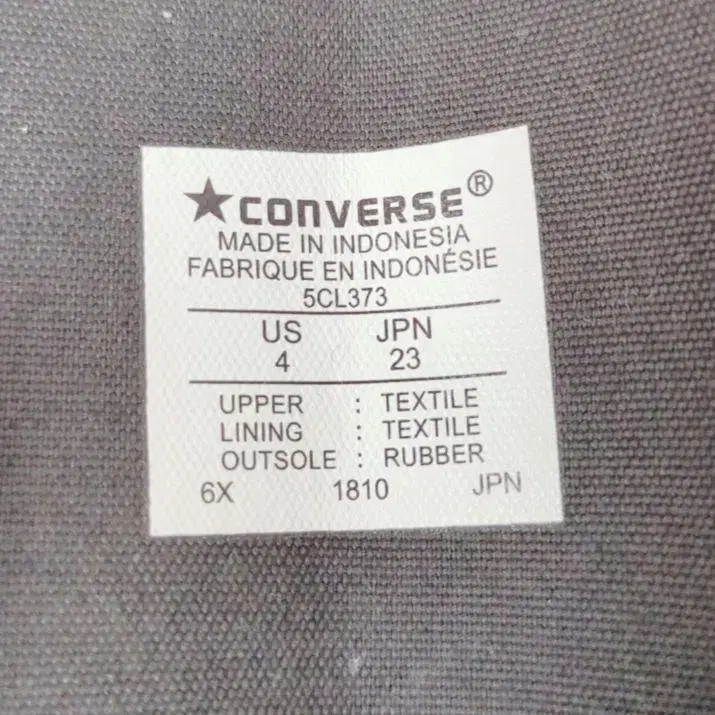 ★CONVERSE®
MADE IN INDONESIA
FABRIQUE EN INDONÉSIE
5CL373
US JPN
4 23
UPPER : TEXTILE
LINING : TEXTILE
OUTSOLE : RUBBER
6X 1810 JPN